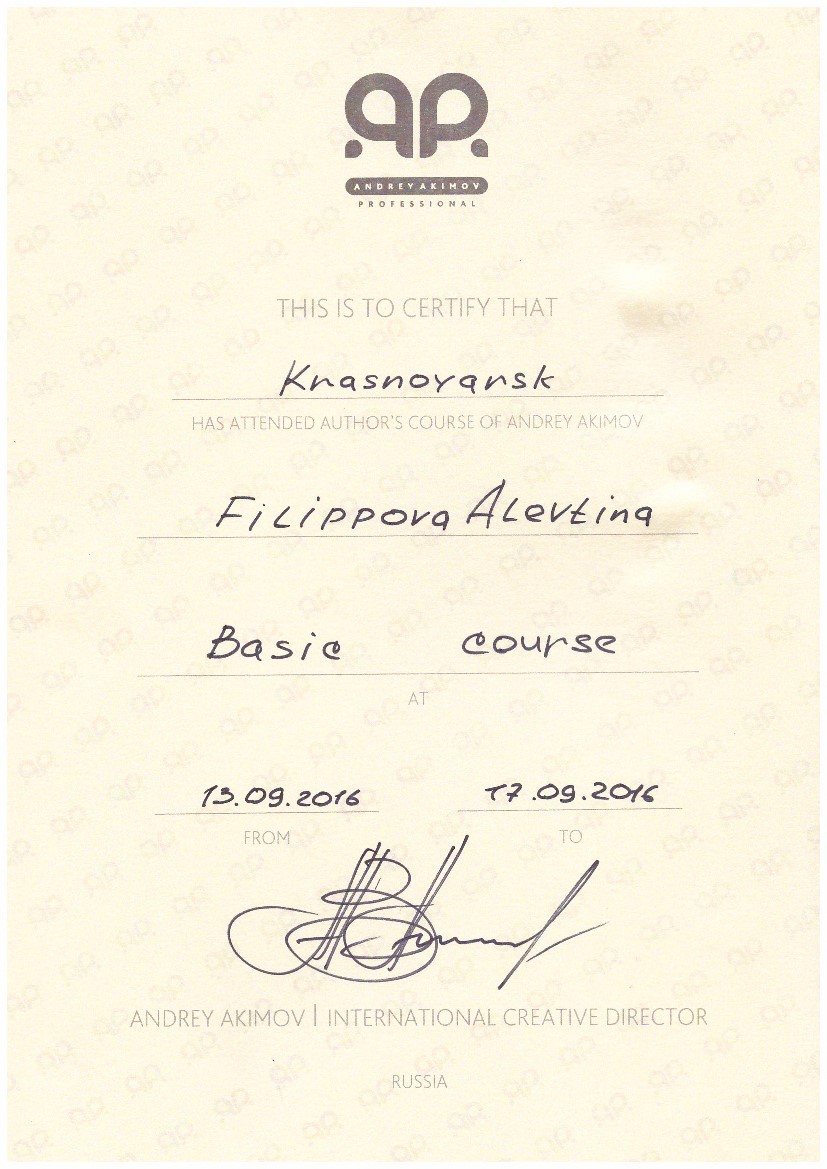 ANDREY AKIMOV
PROFESSIONAL
THIS IS TO CERTIFY THAT
Krasnoyarsk
HAS ATTENDED AUTHOR'S COURSE OF ANDREY AKIMOV
Filippova Alevtina
Basic course
AT
13.09.2016 17.09.2016
FROM TO
ANDREY AKIMOV | INTERNATIONAL CREATIVE DIRECTOR
RUSSIA